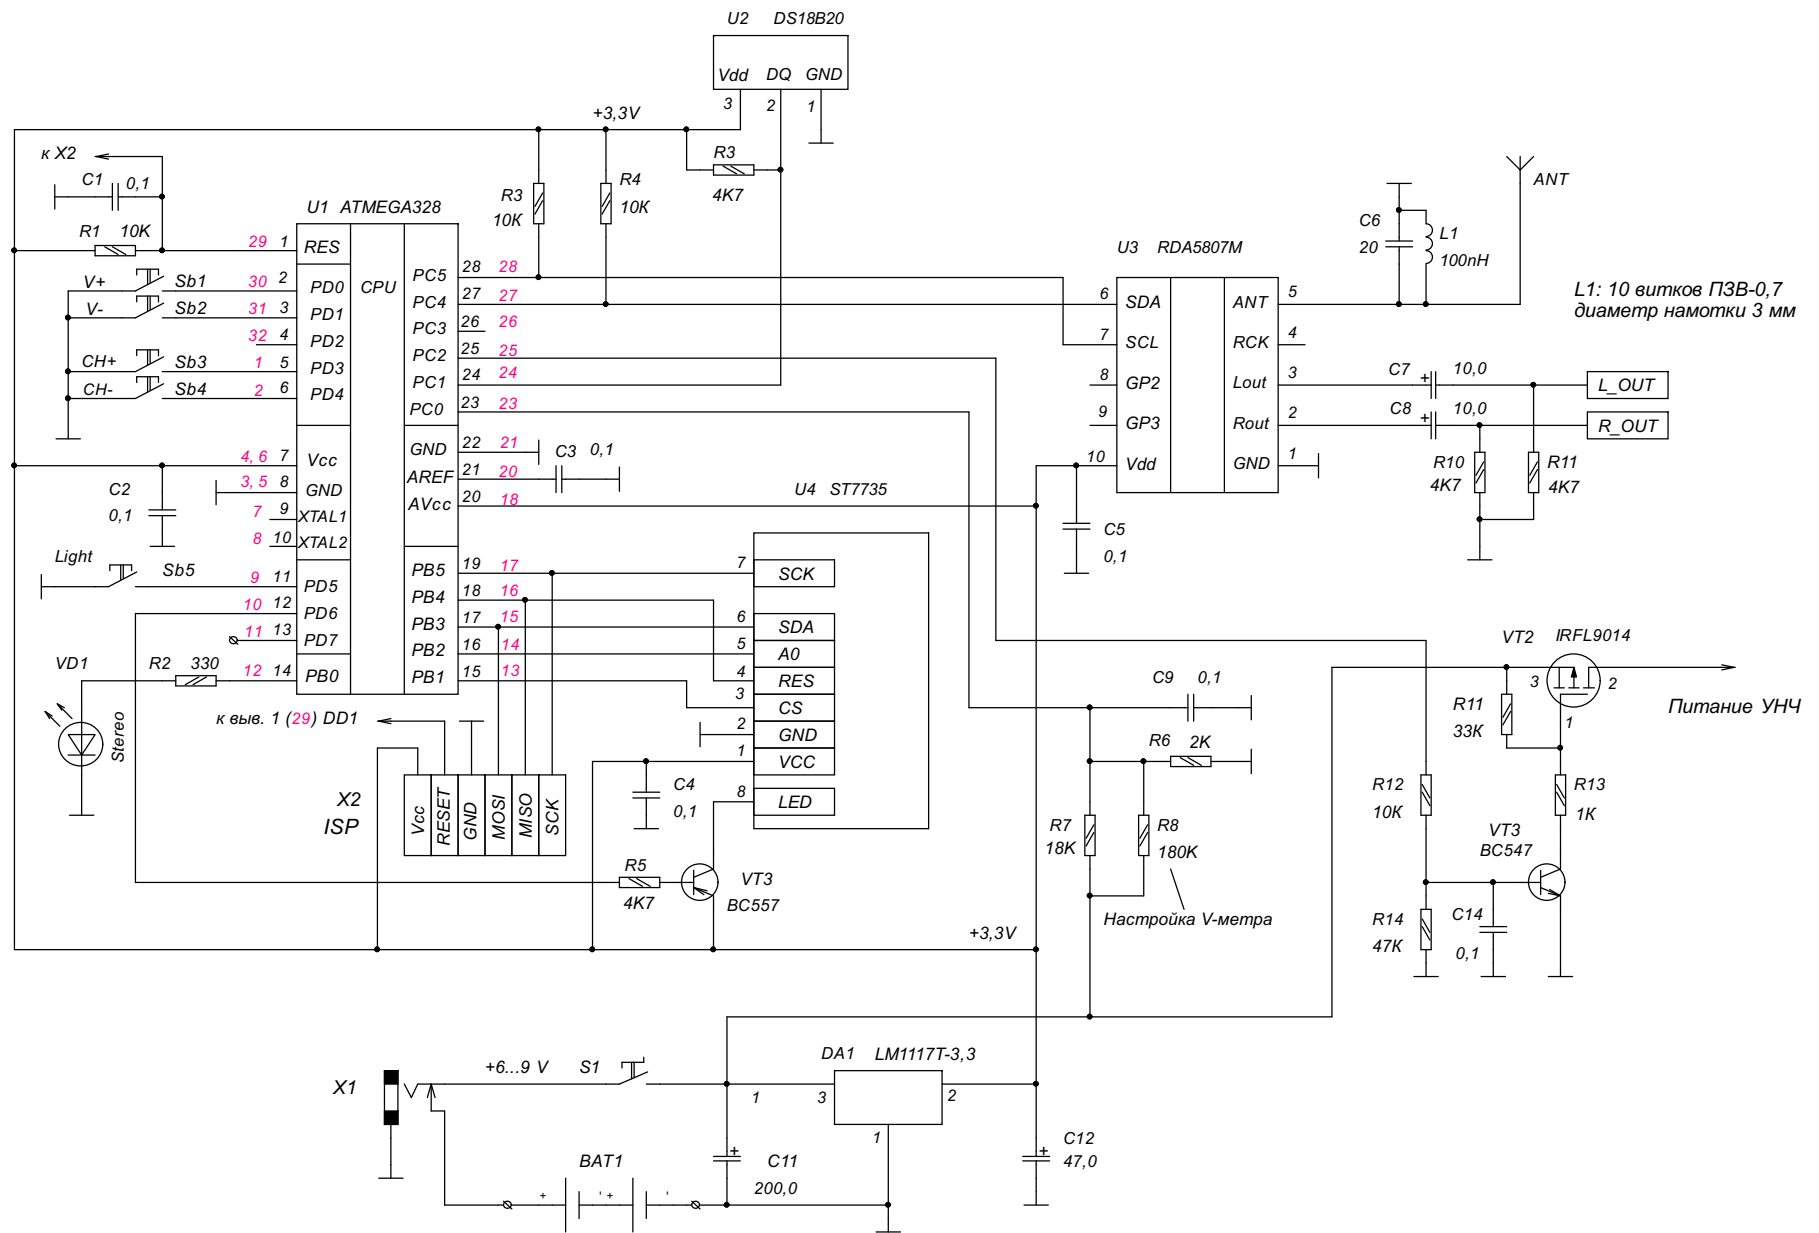 U2 DS18B20
Vdd DQ GND
3 2 1
+3,3V
к X2
C1 0,1
R1 10K
R3 10К
R4 10К
R3 4K7
U1 ATMEGA328
CPU
29 1 RES
V+ Sb1 30 2 PD0
V- Sb2 31 3 PD1
32 4 PD2
CH+ Sb3 1 5 PD3
CH- Sb4 2 6 PD4
4, 6 7 Vcc
3, 5 8 GND
7 9 XTAL1
8 10 XTAL2
C2 0,1
Light Sb5 9 11 PD5
10 12 PD6
11 13 PD7
VD1 R2 330 12 14 PB0
Stereo
PC5 28 28
PC4 27 27
PC3 26 26
PC2 25 25
PC1 24 24
PC0 23 23
GND 22 21
AREF 21 20
AVcc 20 18
C3 0,1
PB5 19 17
PB4 18 16
PB3 17 15
PB2 16 14
PB1 15 13
к выв. 1 (29) DD1
X2
ISP
Vcc
RESET
GND
MOSI
MISO
SCK
U4 ST7735
7 SCK
6 SDA
5 A0
4 RES
3 CS
2 GND
1 VCC
8 LED
C4 0,1
R5 4K7
VT3
BC557
+3,3V
U3 RDA5807M
6 SDA
7 SCL
8 GP2
9 GP3
10 Vdd
ANT 5
RCK 4
Lout 3
Rout 2
GND 1
C5 0,1
C6 20
L1
100nH
ANT
L1: 10 витков ПЗВ-0,7
диаметр намотки 3 мм
C7 + 10,0 L_OUT
C8 + 10,0 R_OUT
R10 4K7
R11 4K7
C9 0,1
R6 2K
R7 18K
R8 180K
Настройка V-метра
VT2 IRFL9014
3 2
1
R11 33К
Питание УНЧ
R12 10К
R13 1К
VT3
BC547
R14 47К
C14 0,1
X1
+6...9 V S1
DA1 LM1117T-3,3
1 3 2
1
+ C11 200,0
+ C12 47,0
BAT1
+ ' + '